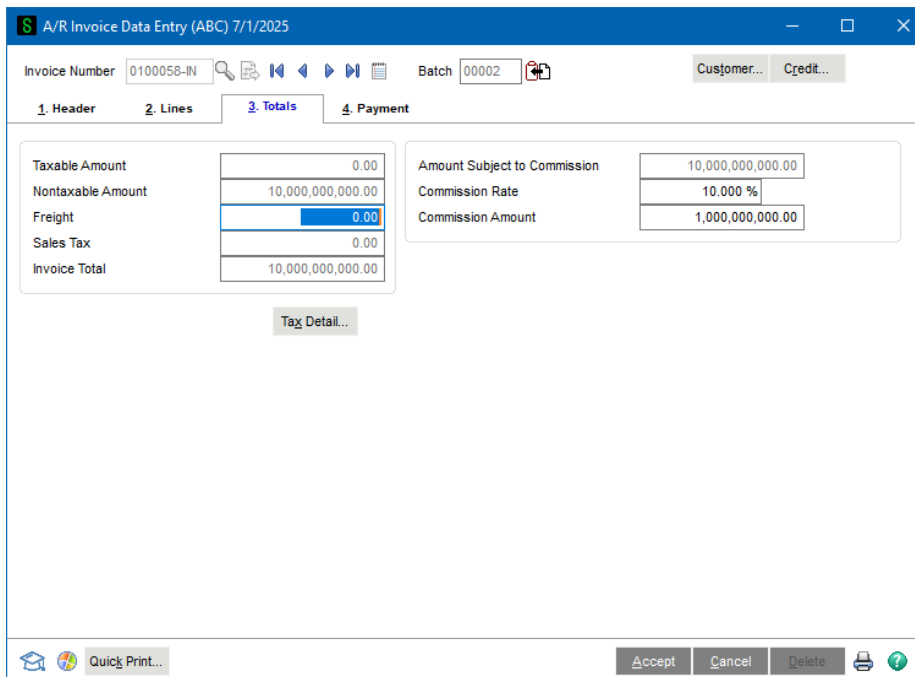 S A/R Invoice Data Entry (ABC) 7/1/2025
Invoice Number 0100058-IN Batch 00002 Customer... Credit...
1. Header 2. Lines 3. Totals 4. Payment
Taxable Amount 0.00 Amount Subject to Commission 10,000,000,000.00
Nontaxable Amount 10,000,000,000.00 Commission Rate 10.000 %
Freight 0.00 Commission Amount 1,000,000,000.00
Sales Tax 0.00
Invoice Total 10,000,000,000.00
Tax Detail...
Quick Print... Accept Cancel Delete ?